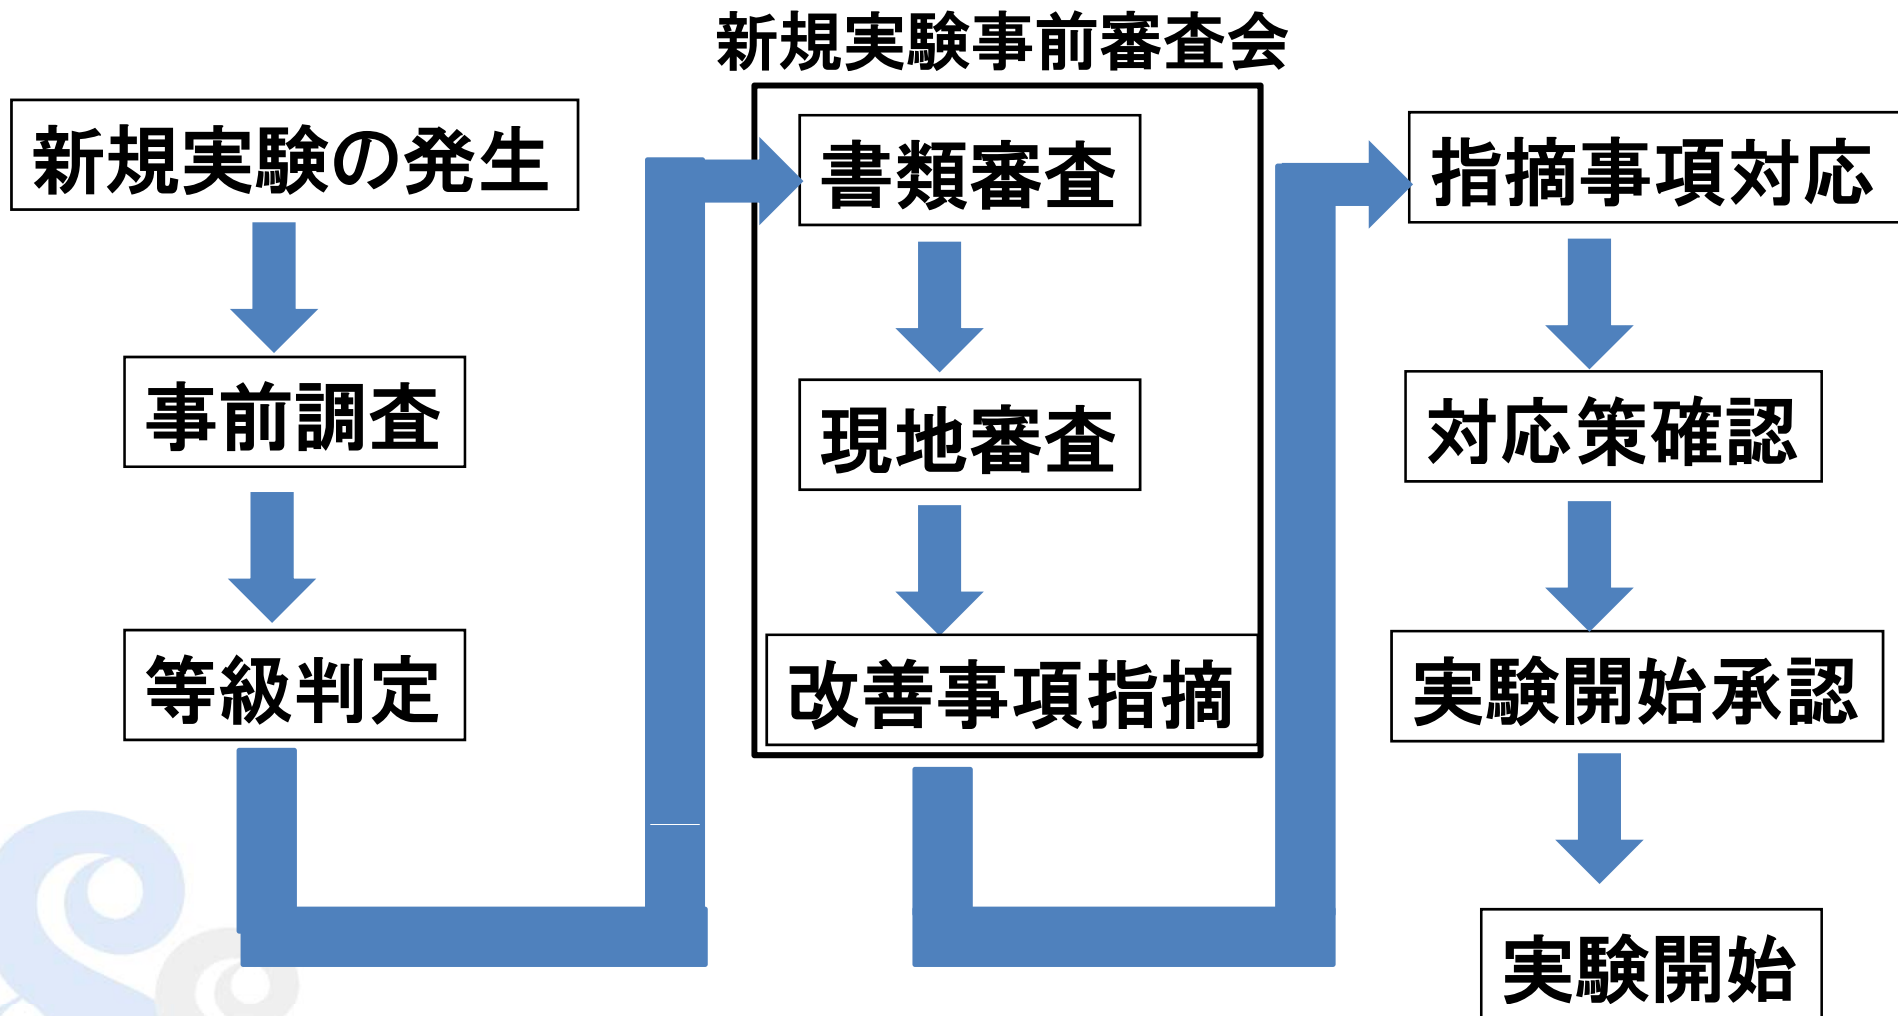 新規実験の発生
事前調査
等級判定
新規実験事前審査会
書類審査
現地審査
改善事項指摘
指摘事項対応
対応策確認
実験開始承認
実験開始